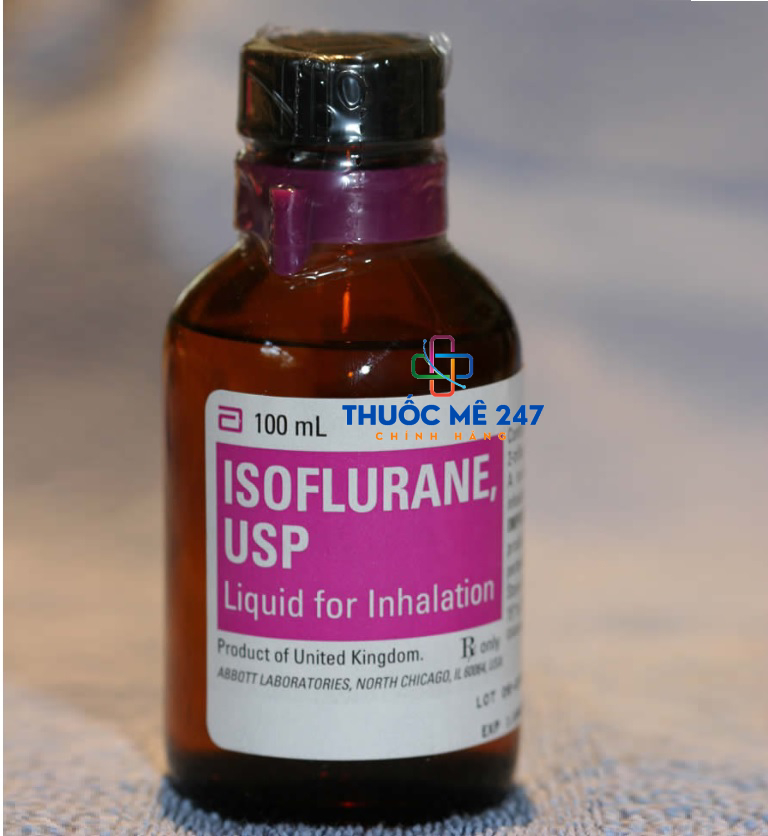 100 mL
THUỐC MÊ 247
CHÍNH HÃNG
ISOFLURANE,
USP
Liquid for Inhalation
Product of United Kingdom.
℞ only
ABBOTT LABORATORIES, NORTH CHICAGO, IL 60064, USA
LOT
EXP